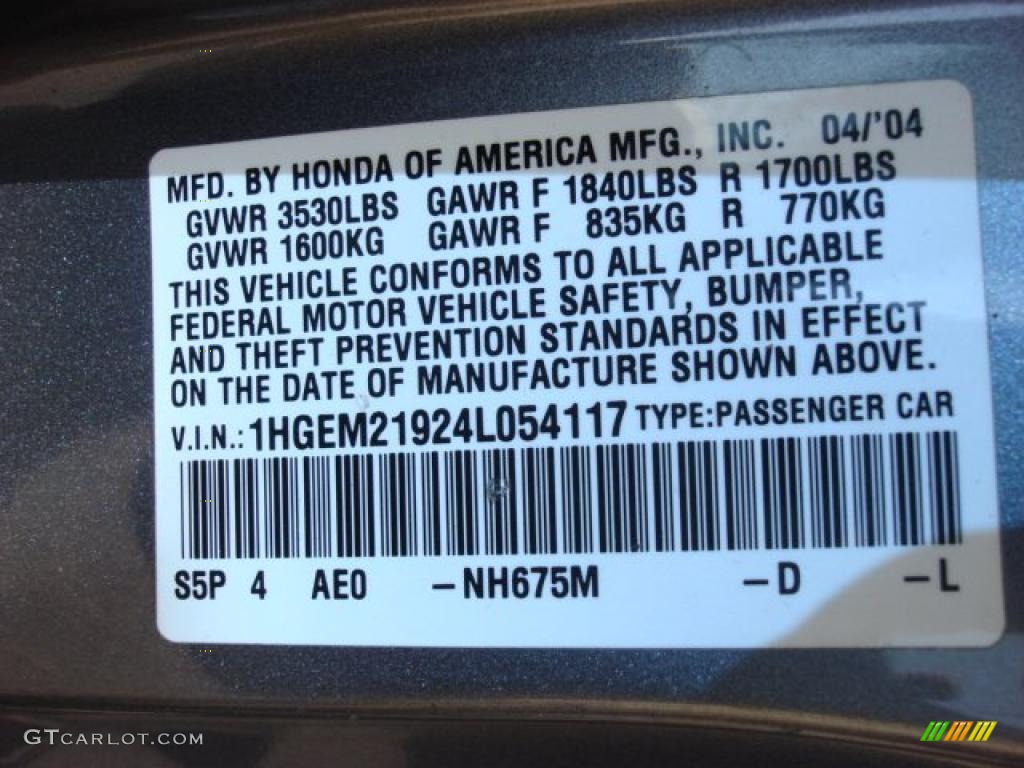 MFD. BY HONDA OF AMERICA MFG., INC. 04/'04
GVWR 3530LBS GAWR F 1840LBS R 1700LBS
GVWR 1600KG GAWR F 835KG R 770KG
THIS VEHICLE CONFORMS TO ALL APPLICABLE
FEDERAL MOTOR VEHICLE SAFETY, BUMPER,
AND THEFT PREVENTION STANDARDS IN EFFECT
ON THE DATE OF MANUFACTURE SHOWN ABOVE.
V.I.N.: 1HGEM21924L054117 TYPE:PASSENGER CAR
S5P 4 AE0 –NH675M –D –L
GTCARLOT.COM